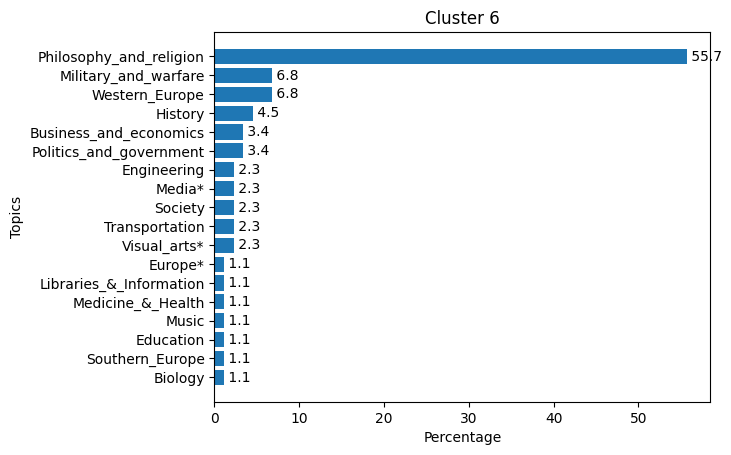 Cluster 6
Philosophy_and_religion 55.7
Military_and_warfare 6.8
Western_Europe 6.8
History 4.5
Business_and_economics 3.4
Politics_and_government 3.4
Engineering 2.3
Media* 2.3
Society 2.3
Transportation 2.3
Visual_arts* 2.3
Europe* 1.1
Libraries_&_Information 1.1
Medicine_&_Health 1.1
Music 1.1
Education 1.1
Southern_Europe 1.1
Biology 1.1
Topics
0 10 20 30 40 50
Percentage